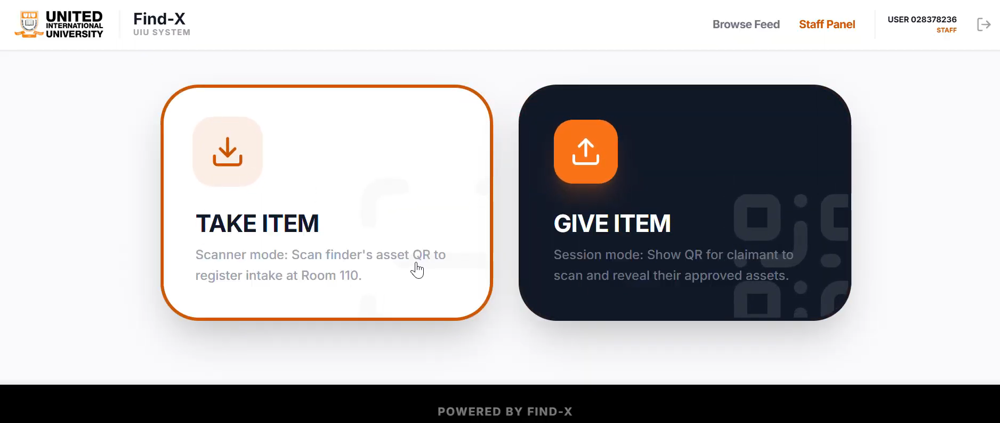 UNITED
INTERNATIONAL
UNIVERSITY
Find-X
UIU SYSTEM
Browse Feed
Staff Panel
USER 028378236
STAFF
TAKE ITEM
Scanner mode: Scan finder's asset QR to
register intake at Room 110.
GIVE ITEM
Session mode: Show QR for claimant to
scan and reveal their approved assets.
POWERED BY FIND-X